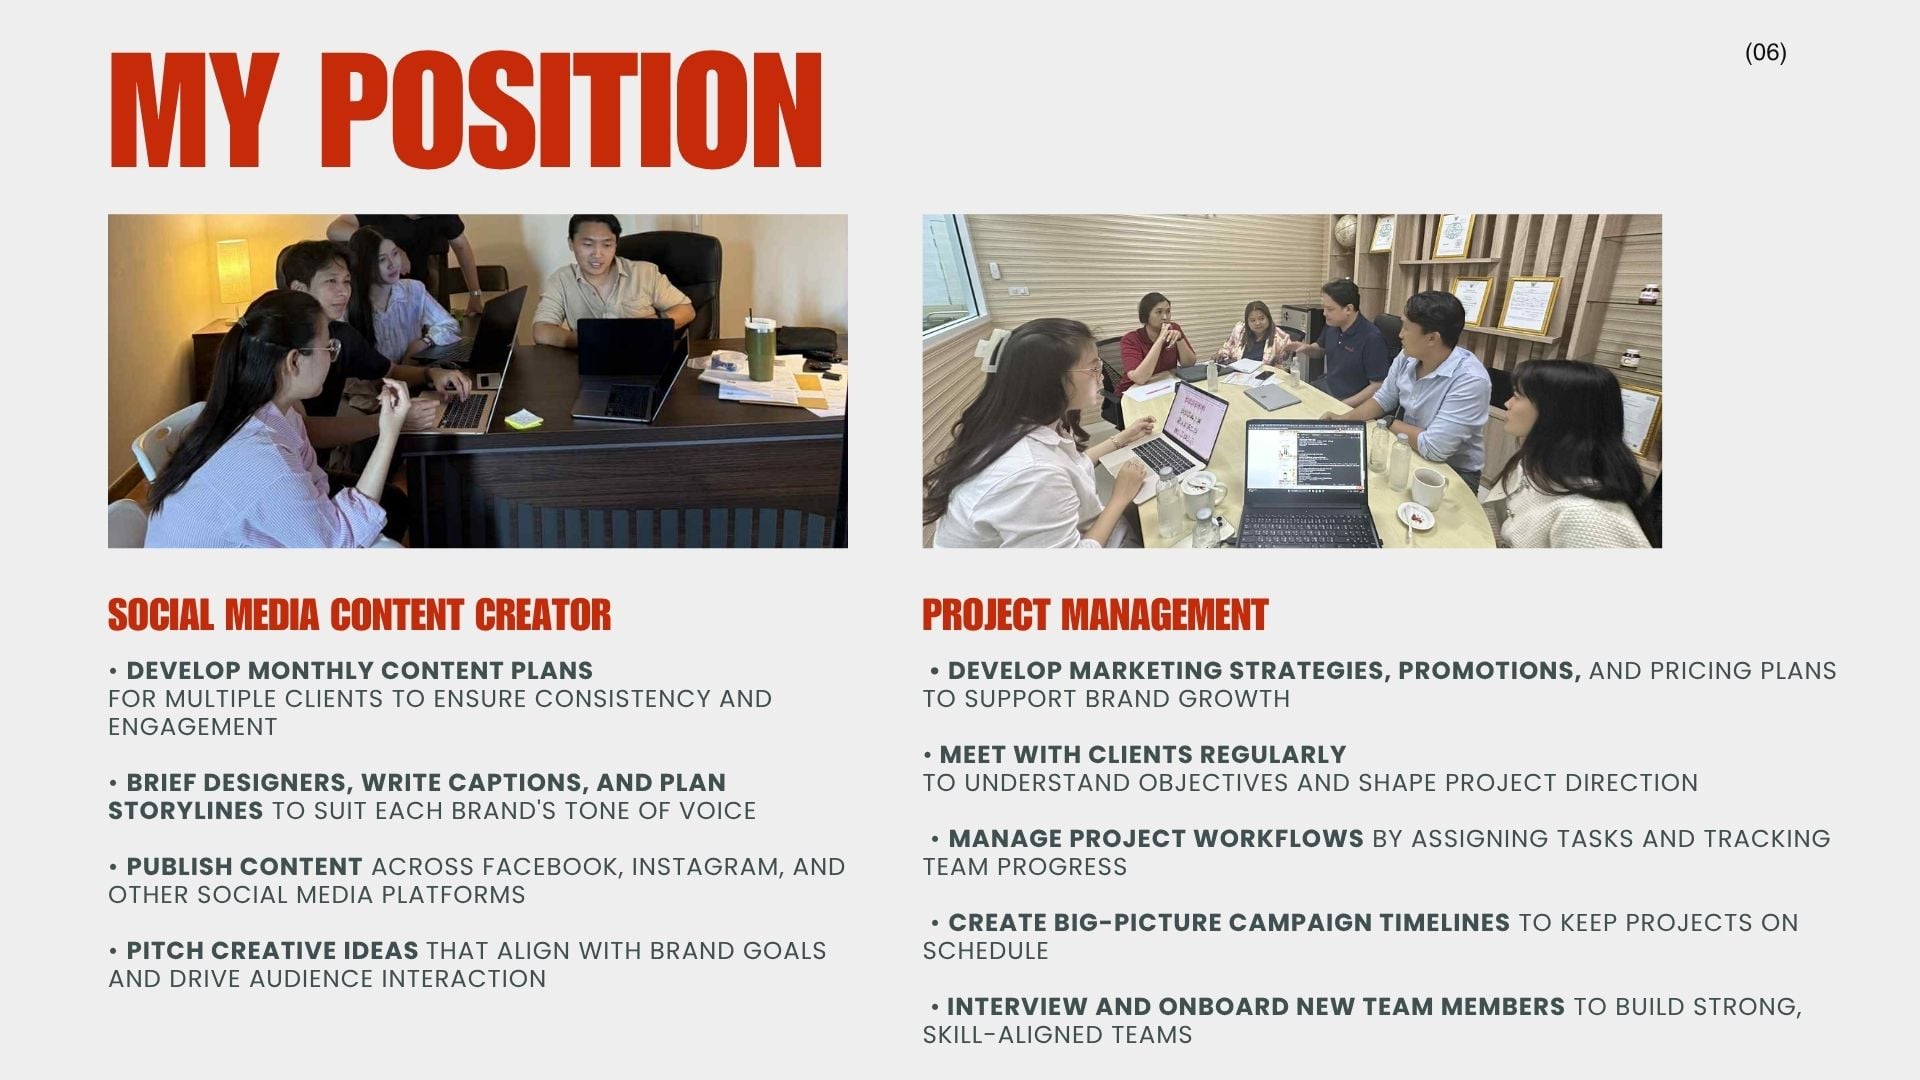 MY POSITION
(06)
SOCIAL MEDIA CONTENT CREATOR
• DEVELOP MONTHLY CONTENT PLANS
FOR MULTIPLE CLIENTS TO ENSURE CONSISTENCY AND
ENGAGEMENT
• BRIEF DESIGNERS, WRITE CAPTIONS, AND PLAN
STORYLINES TO SUIT EACH BRAND'S TONE OF VOICE
• PUBLISH CONTENT ACROSS FACEBOOK, INSTAGRAM, AND
OTHER SOCIAL MEDIA PLATFORMS
• PITCH CREATIVE IDEAS THAT ALIGN WITH BRAND GOALS
AND DRIVE AUDIENCE INTERACTION
PROJECT MANAGEMENT
• DEVELOP MARKETING STRATEGIES, PROMOTIONS, AND PRICING PLANS
TO SUPPORT BRAND GROWTH
• MEET WITH CLIENTS REGULARLY
TO UNDERSTAND OBJECTIVES AND SHAPE PROJECT DIRECTION
• MANAGE PROJECT WORKFLOWS BY ASSIGNING TASKS AND TRACKING
TEAM PROGRESS
• CREATE BIG-PICTURE CAMPAIGN TIMELINES TO KEEP PROJECTS ON
SCHEDULE
• INTERVIEW AND ONBOARD NEW TEAM MEMBERS TO BUILD STRONG,
SKILL-ALIGNED TEAMS